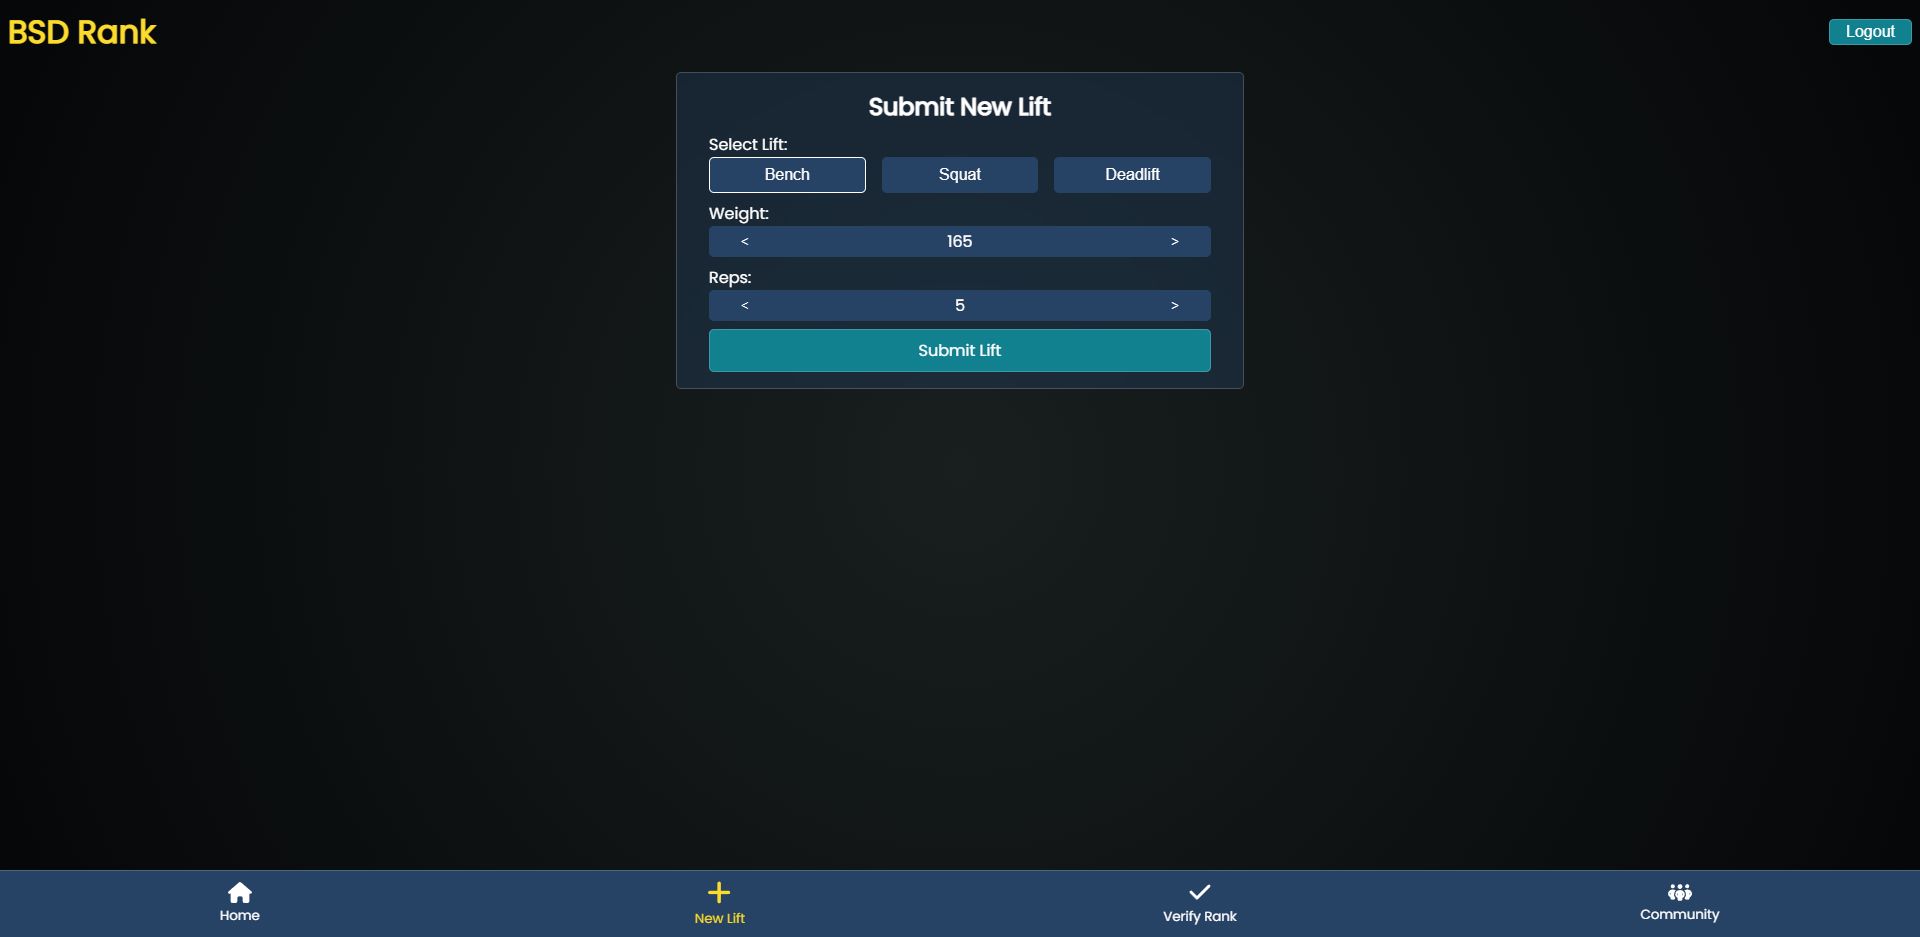 BSD Rank
Logout
Submit New Lift
Select Lift:
Bench Squat Deadlift
Weight:
< 165 >
Reps:
< 5 >
Submit Lift
Home New Lift Verify Rank Community